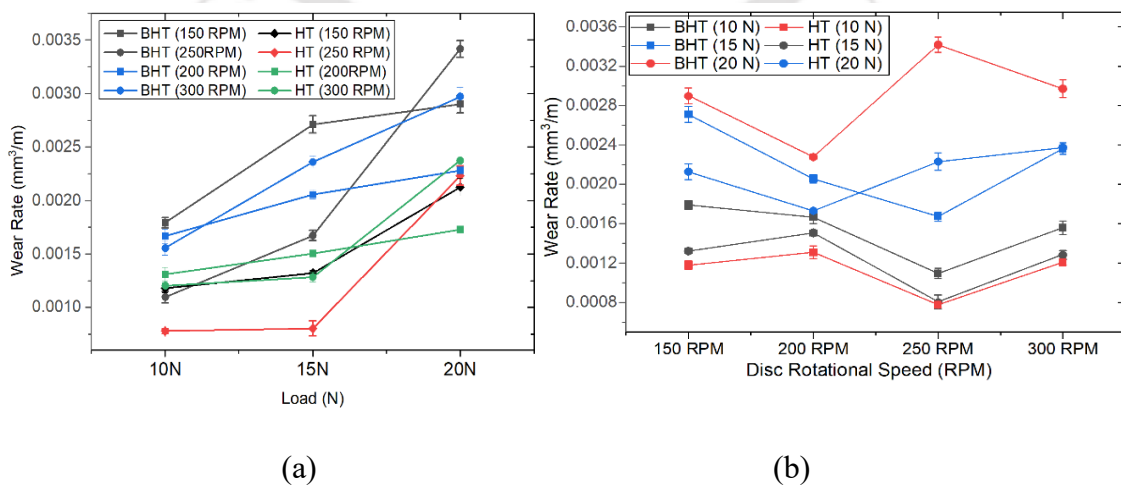 BHT (150 RPM) HT (150 RPM)
BHT (250RPM) HT (250 RPM)
BHT (200 RPM) HT (200RPM)
BHT (300 RPM) HT (300 RPM)
0.0035
0.0030
0.0025
0.0020
0.0015
0.0010
Wear Rate (mm³/m)
10N 15N 20N
Load (N)
(a)
BHT (10 N) HT (10 N)
BHT (15 N) HT (15 N)
BHT (20 N) HT (20 N)
0.0036
0.0032
0.0028
0.0024
0.0020
0.0016
0.0012
0.0008
Wear Rate (mm³/m)
150 RPM 200 RPM 250 RPM 300 RPM
Disc Rotational Speed (RPM)
(b)